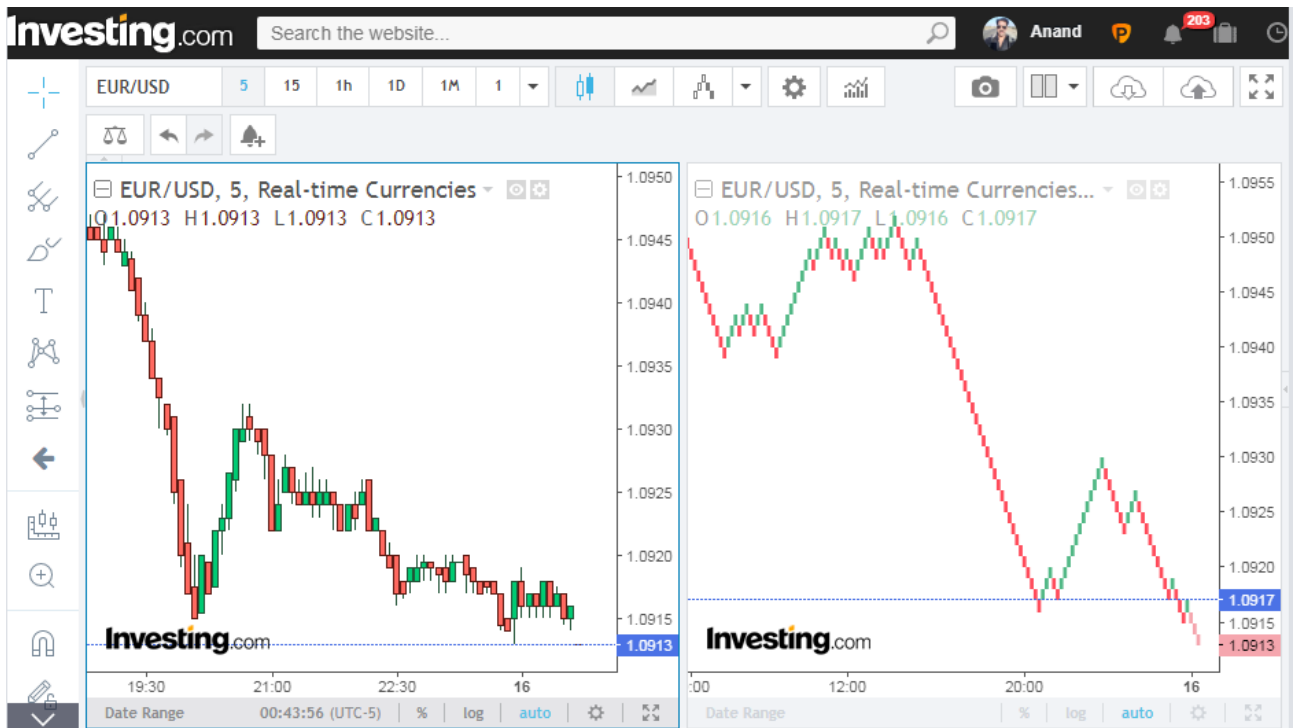 Investing.com Search the website... Anand 203
EUR/USD 5 15 1h 1D 1M 1
EUR/USD, 5, Real-time Currencies
O1.0913 H1.0913 L1.0913 C1.0913
1.0950
1.0945
1.0940
1.0935
1.0930
1.0925
1.0920
1.0915
1.0913
Investing.com
19:30 21:00 22:30 16
Date Range 00:43:56 (UTC-5) % log auto
EUR/USD, 5, Real-time Currencies...
O1.0916 H1.0917 L1.0916 C1.0917
1.0955
1.0950
1.0945
1.0940
1.0935
1.0930
1.0925
1.0920
1.0917
1.0915
1.0913
Investing.com
:00 12:00 20:00 16
Date Range % log auto